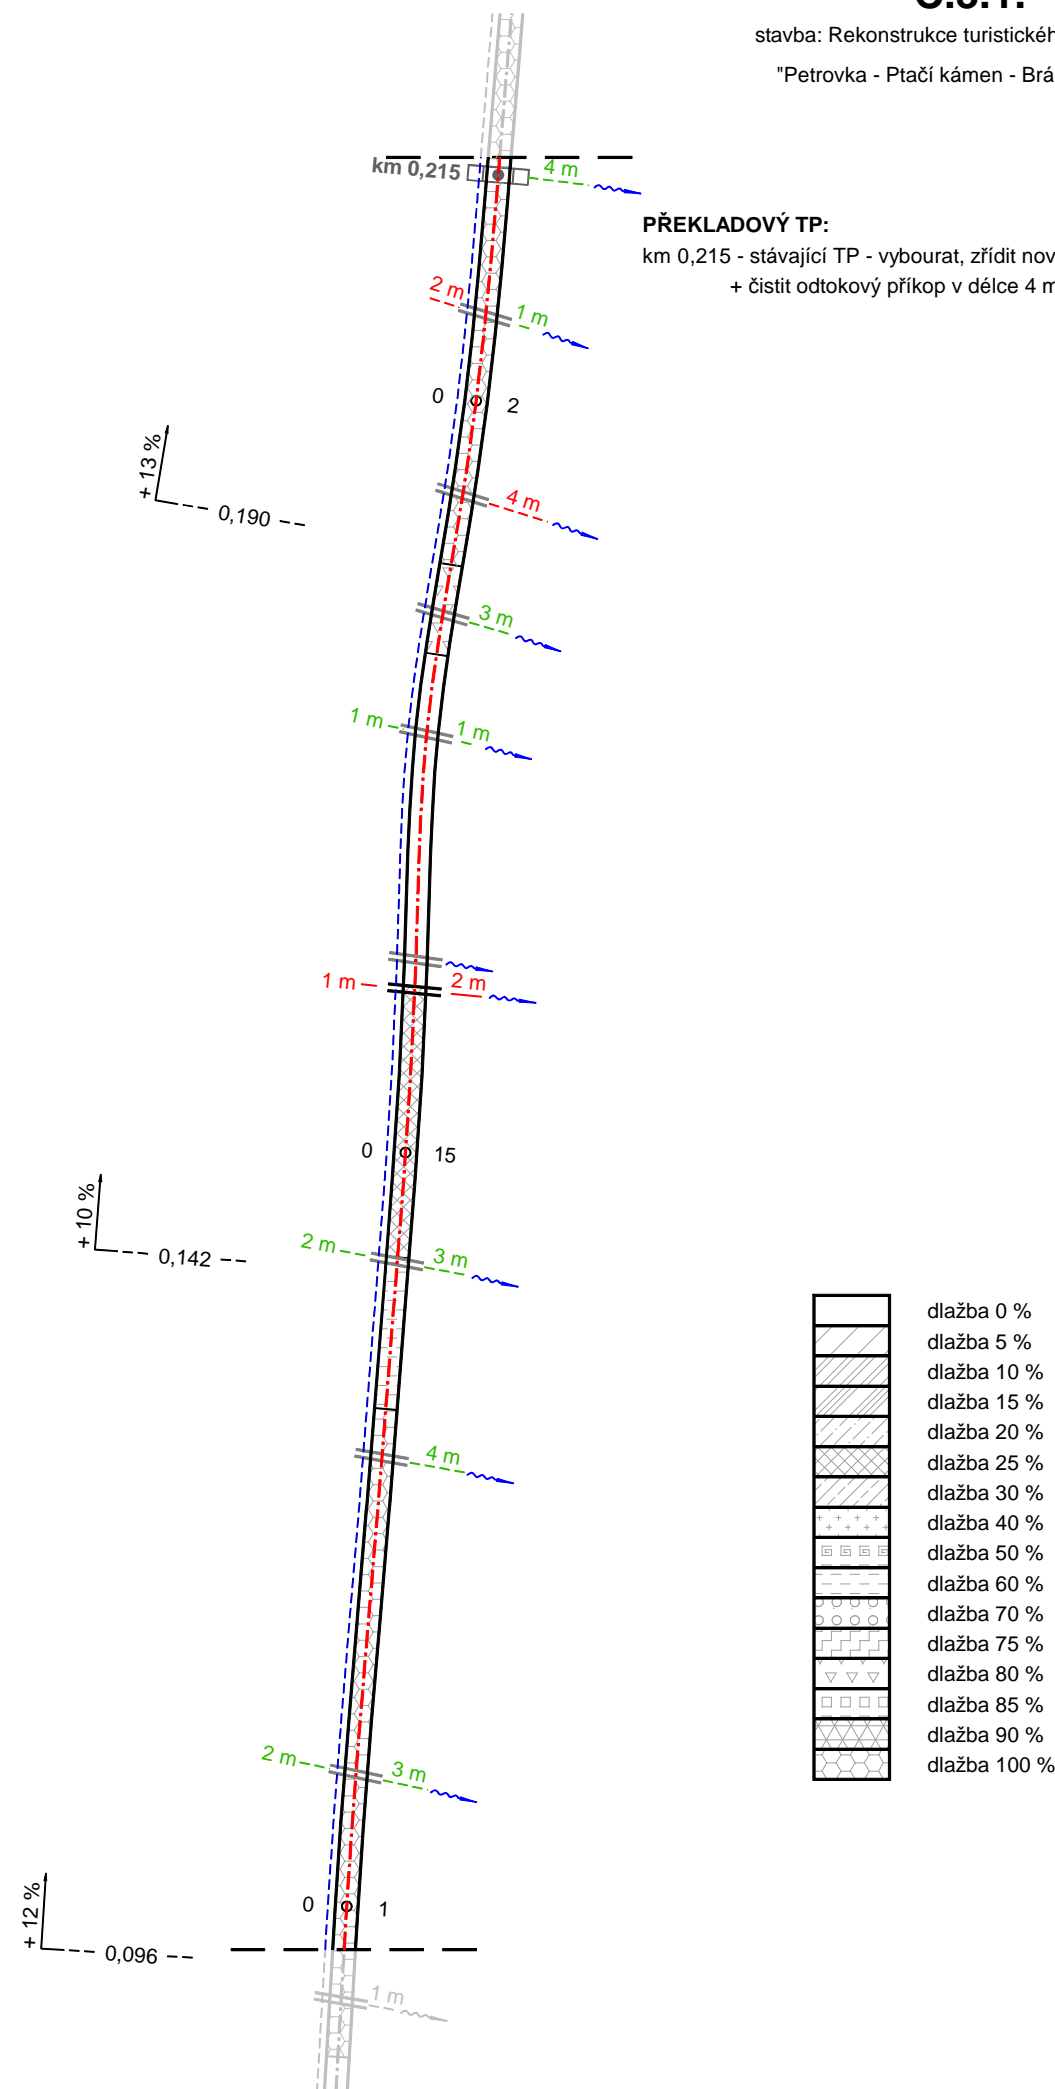 stavba: Rekonstrukce turistickéh
"Petrovka - Ptačí kámen - Brá
km 0,215
4 m
PŘEKLADOVÝ TP:
km 0,215 - stávající TP - vybourat, zřídit nov
+ čistit odtokový příkop v délce 4 m
2 m
1 m
0
2
+ 13 %
0,190
4 m
3 m
1 m
1 m
1 m
2 m
0
15
+ 10 %
0,142
2 m
3 m
4 m
dlažba 0 %
dlažba 5 %
dlažba 10 %
dlažba 15 %
dlažba 20 %
dlažba 25 %
dlažba 30 %
dlažba 40 %
dlažba 50 %
dlažba 60 %
dlažba 70 %
dlažba 75 %
dlažba 80 %
dlažba 85 %
dlažba 90 %
dlažba 100 %
2 m
3 m
0
1
+ 12 %
0,096
1 m